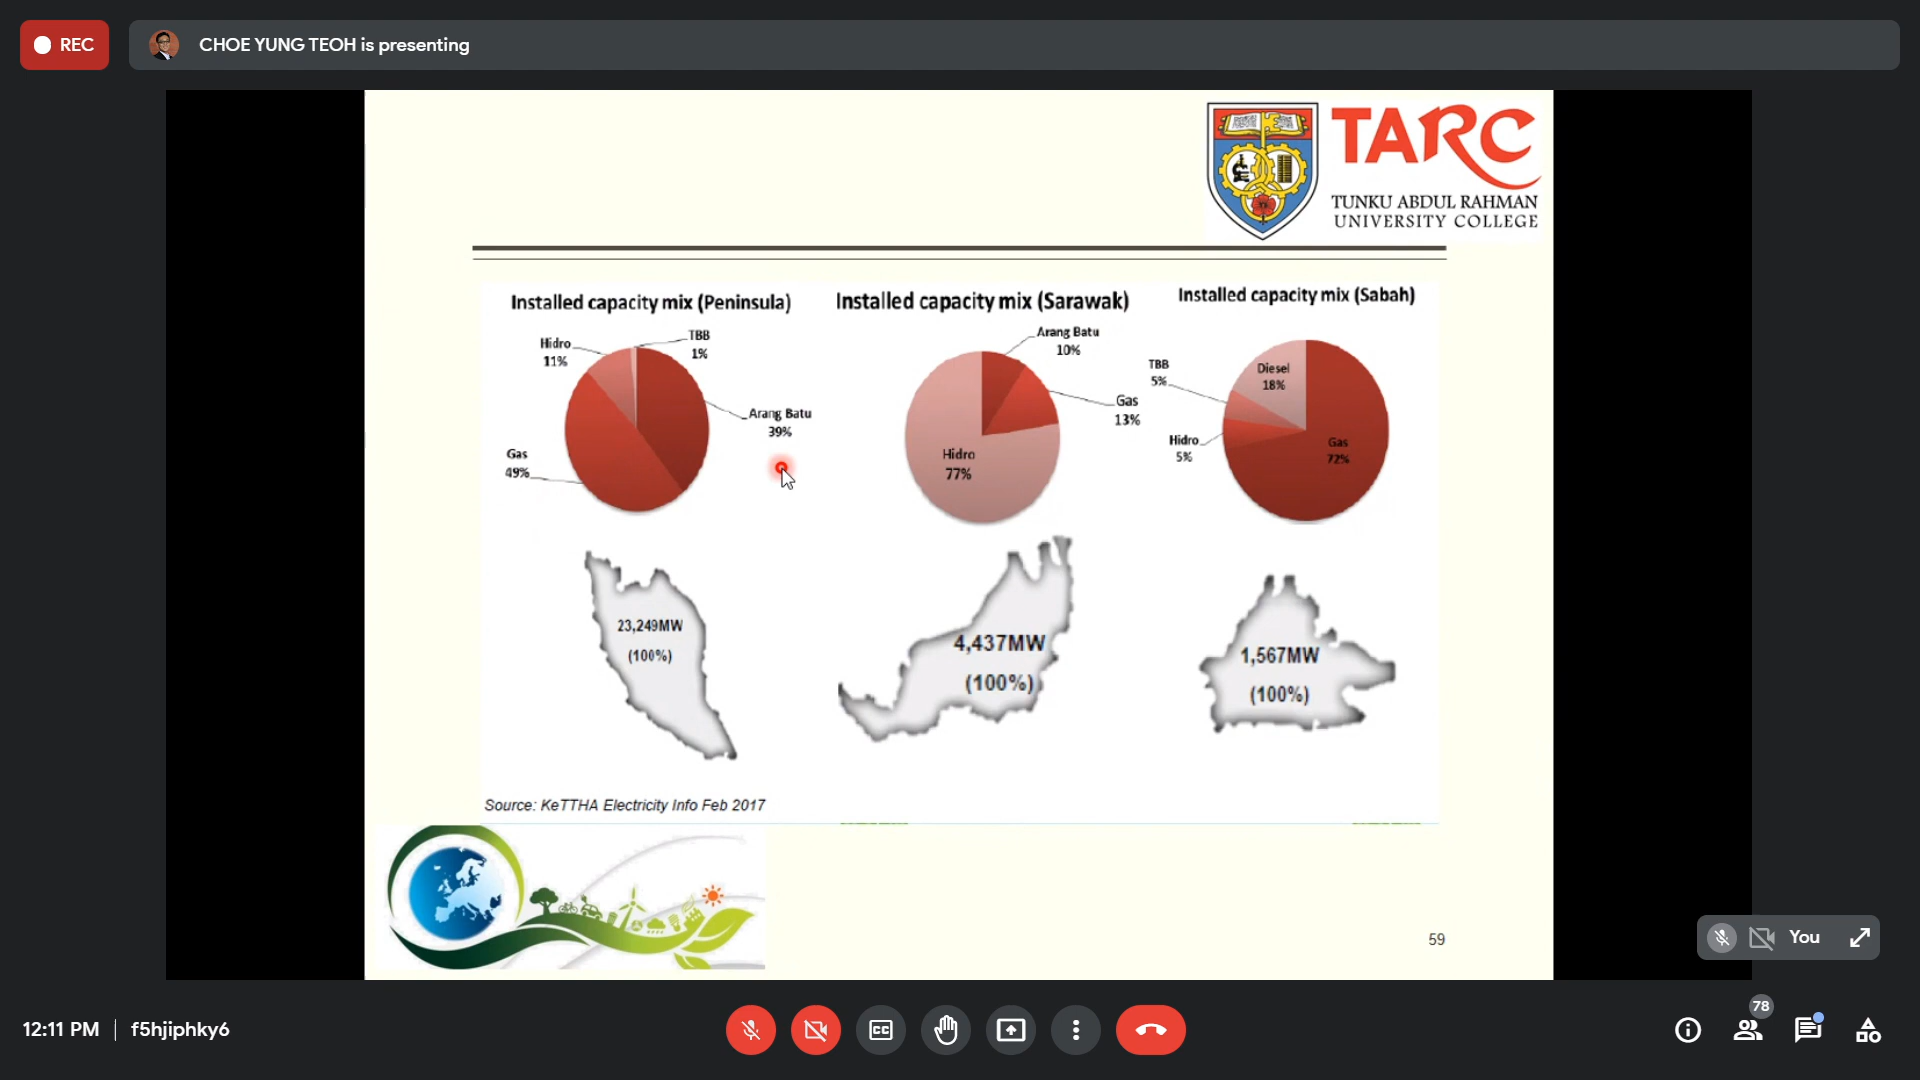 REC
CHOE YUNG TEOH is presenting
TARC
TUNKU ABDUL RAHMAN
UNIVERSITY COLLEGE
Installed capacity mix (Peninsula)
Hidro
11%
TBB
1%
Arang Batu
39%
Gas
49%
23,249MW
(100%)
Installed capacity mix (Sarawak)
Arang Batu
10%
Gas
13%
Hidro
77%
4,437MW
(100%)
Installed capacity mix (Sabah)
TBB
5%
Diesel
18%
Hidro
5%
Gas
72%
1,567MW
(100%)
Source: KeTTHA Electricity Info Feb 2017
59
You
12:11 PM | f5hjiphky6
CC
78